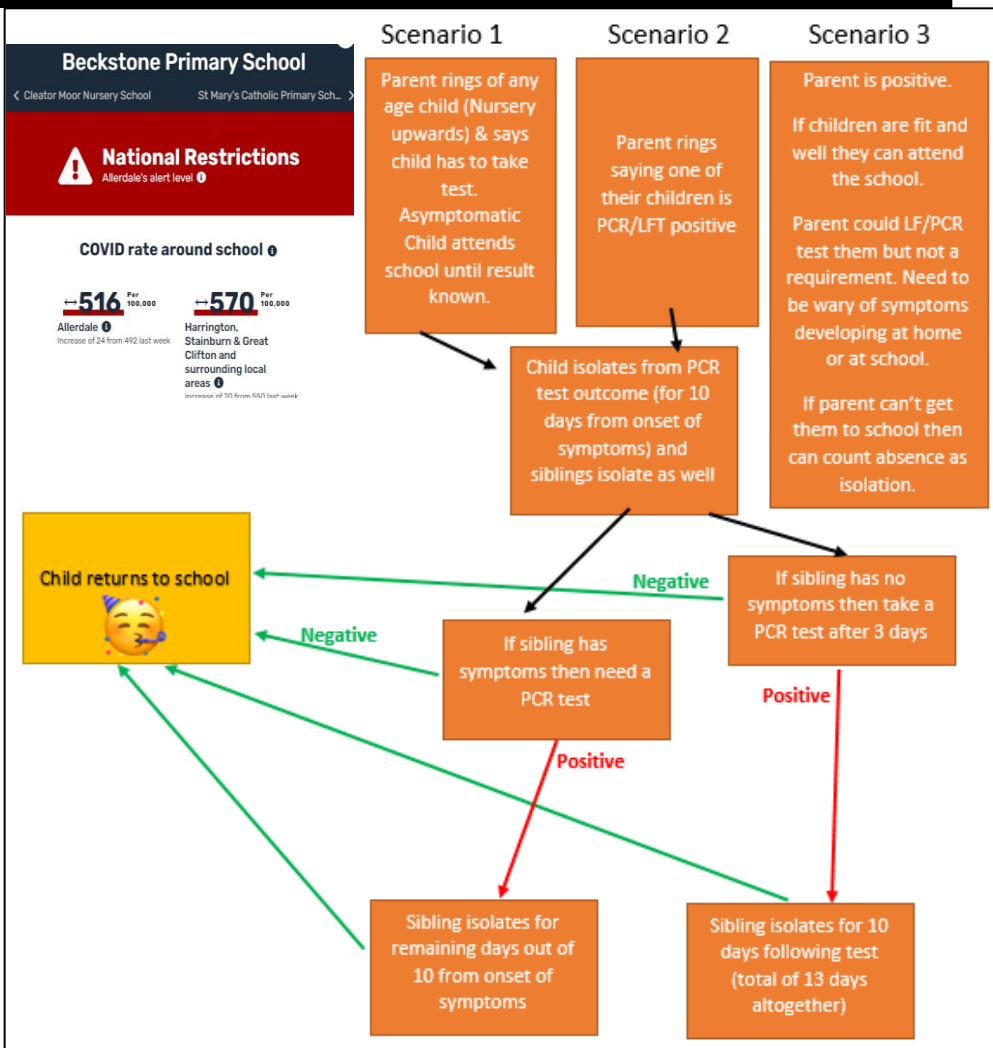 Beckstone Primary School
< Cleator Moor Nursery School
St Mary's Catholic Primary Sch... >
National Restrictions
Allerdale's alert level
COVID rate around school
↔516 Per 100,000
Allerdale
Increase of 24 from 492 last week
↔570 Per 100,000
Harrington,
Stainburn & Great
Clifton and
surrounding local
areas
Increase of 20 from 550 last week
Scenario 1
Parent rings of any
age child (Nursery
upwards) & says
child has to take
test.
Asymptomatic
Child attends
school until result
known.
Scenario 2
Parent rings
saying one of
their children is
PCR/LFT positive
Scenario 3
Parent is positive.
If children are fit and
well they can attend
the school.
Parent could LF/PCR
test them but not a
requirement. Need to
be wary of symptoms
developing at home
or at school.
If parent can't get
them to school then
can count absence as
isolation.
Child isolates from PCR
test outcome (for 10
days from onset of
symptoms) and
siblings isolate as well
Child returns to school
Negative
Negative
If sibling has no
symptoms then take a
PCR test after 3 days
If sibling has
symptoms then need a
PCR test
Positive
Positive
Sibling isolates for
remaining days out of
10 from onset of
symptoms
Sibling isolates for 10
days following test
(total of 13 days
altogether)